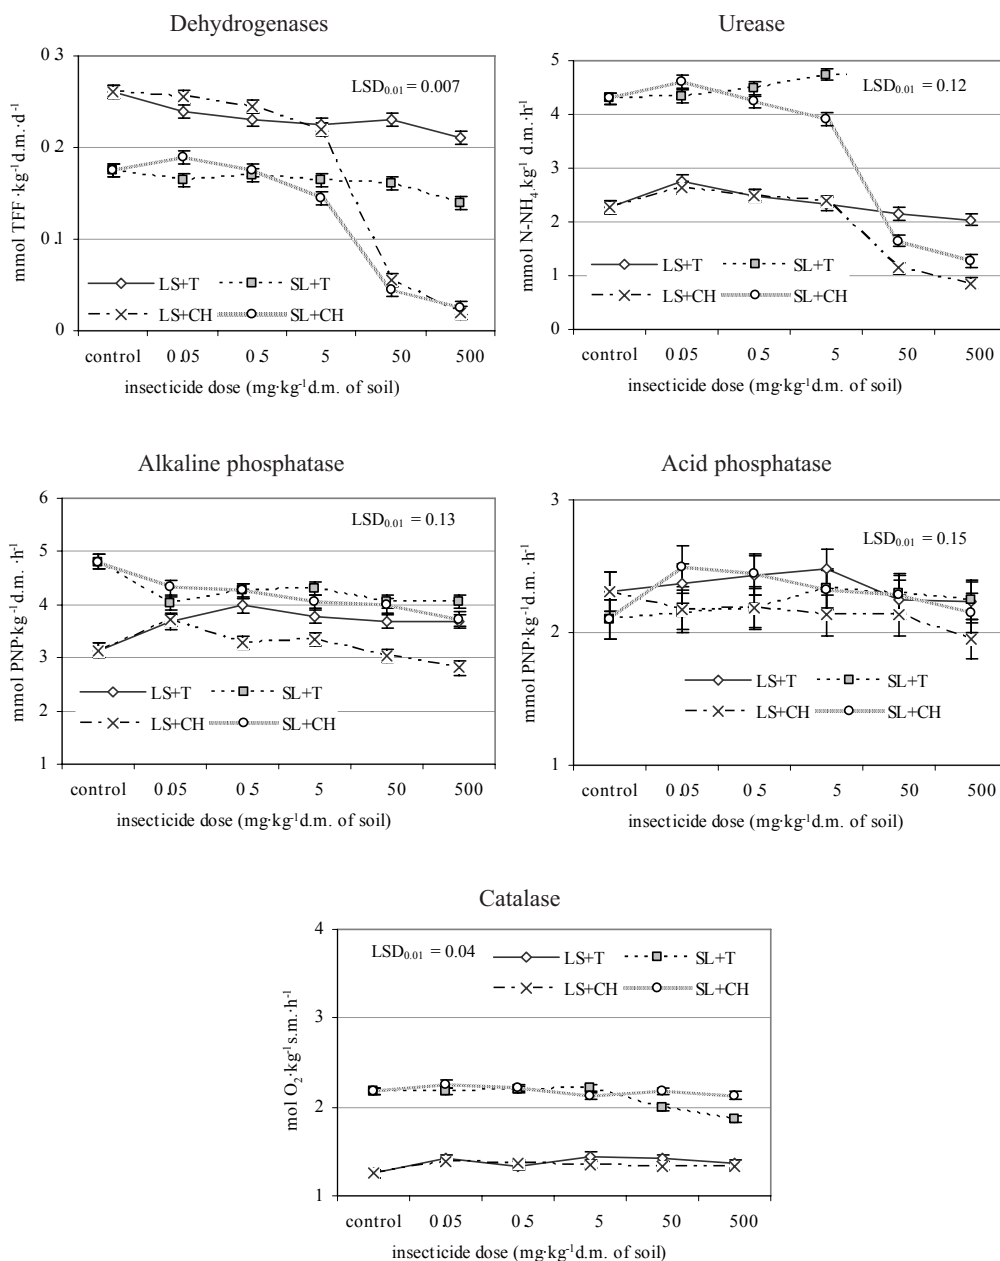 Dehydrogenases
LSD0.01 = 0.007
0.3
0.2
0.1
0
mmol TFF·kg-1d.m.·d-1
LS+T
SL+T
LS+CH
SL+CH
control 0.05 0.5 5 50 500
insecticide dose (mg·kg-1d.m. of soil)
Urease
LSD0.01 = 0.12
5
4
3
2
1
0
mmol N-NH4.kg-1 d.m.·h-1
LS+T
SL+T
LS+CH
SL+CH
control 0.05 0.5 5 50 500
insecticide dose (mg·kg-1d.m. of soil)
Alkaline phosphatase
LSD0.01 = 0.13
6
5
4
3
2
1
mmol PNP·kg-1d.m. ·h-1
LS+T
SL+T
LS+CH
SL+CH
control 0.05 0.5 5 50 500
insecticide dose (mg·kg-1d.m. of soil)
Acid phosphatase
LSD0.01 = 0.15
3
2
1
mmol PNP·kg-1d.m.·h-1
LS+T
SL+T
LS+CH
SL+CH
control 0.05 0.5 5 50 500
insecticide dose (mg·kg-1d.m. of soil)
Catalase
LSD0.01 = 0.04
4
3
2
1
mol O2·kg-1s.m.·h-1
LS+T
SL+T
LS+CH
SL+CH
control 0.05 0.5 5 50 500
insecticide dose (mg·kg-1d.m. of soil)